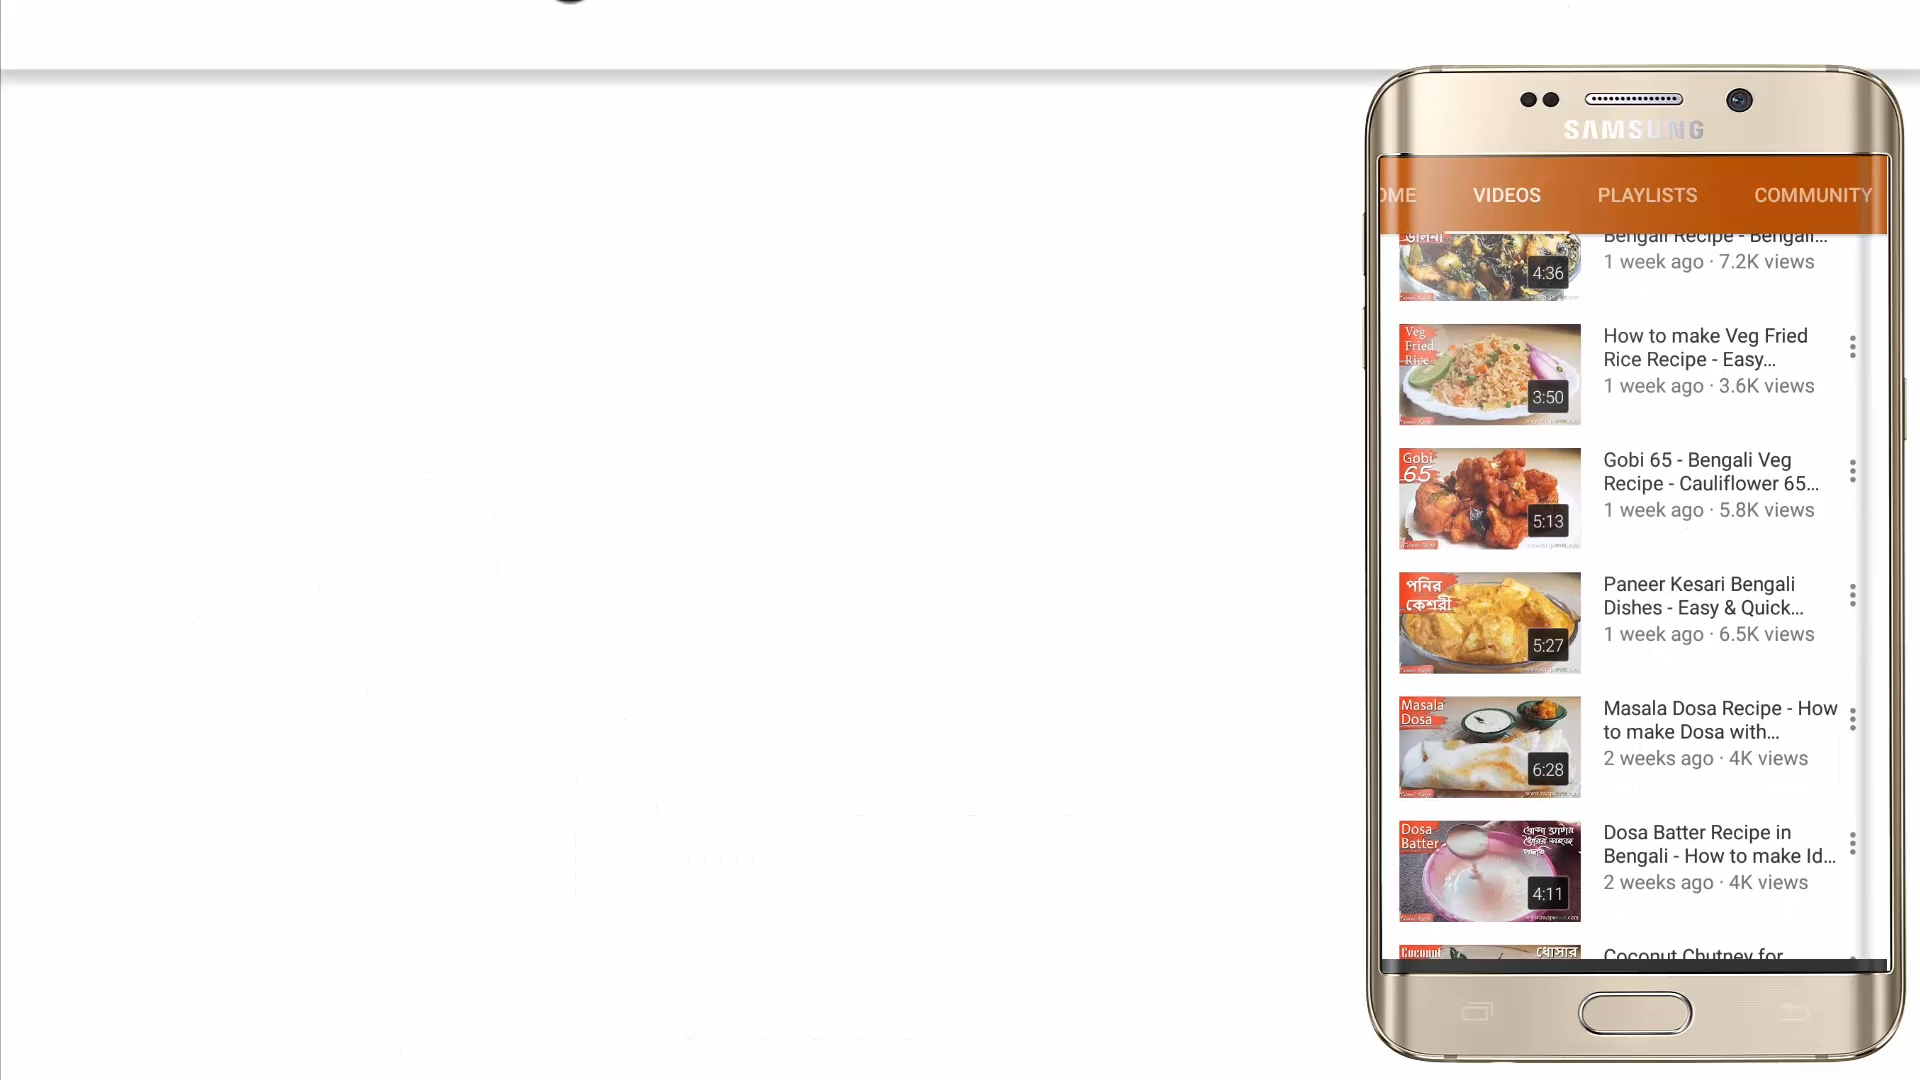 SAMSUNG
OME VIDEOS PLAYLISTS COMMUNITY
ডালনা
4:36
Bengali Recipe - Bengali...
1 week ago · 7.2K views
Veg
Fried
Rice
3:50
How to make Veg Fried
Rice Recipe - Easy...
1 week ago · 3.6K views
Gobi
65
5:13
Gobi 65 - Bengali Veg
Recipe - Cauliflower 65...
1 week ago · 5.8K views
পনির
কেশরী
5:27
Paneer Kesari Bengali
Dishes - Easy & Quick...
1 week ago · 6.5K views
Masala
Dosa
6:28
Masala Dosa Recipe - How
to make Dosa with...
2 weeks ago · 4K views
Dosa
Batter
4:11
Dosa Batter Recipe in
Bengali - How to make Id...
2 weeks ago · 4K views
Coconut
ধোসার
Coconut Chutney for